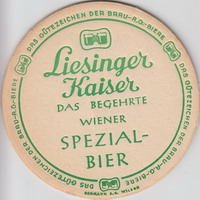 DAS GÜTEZEICHEN DER BRAU-A.G.-BIERE
Liesinger
Kaiser
DAS BEGEHRTE
WIENER
SPEZIAL-
BIER
DAS GÜTEZEICHEN DER BRAU-A.G.-BIERE